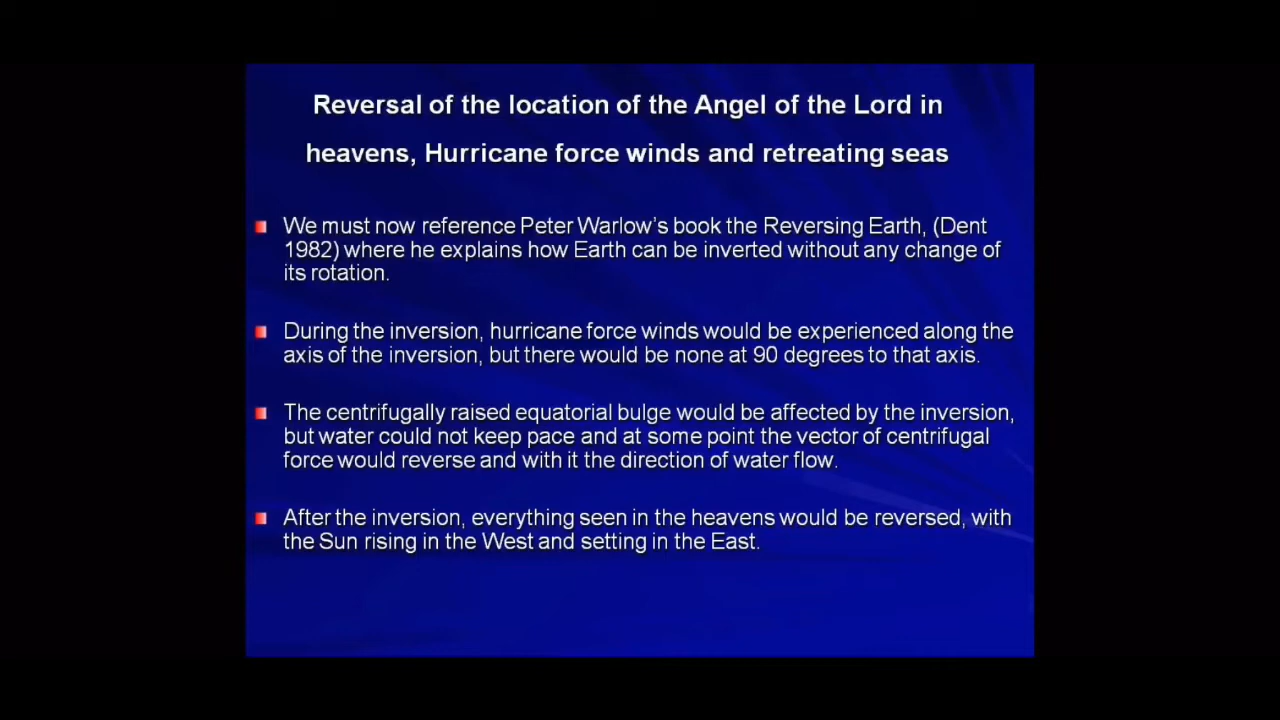 Reversal of the location of the Angel of the Lord in
heavens, Hurricane force winds and retreating seas
We must now reference Peter Warlow's book the Reversing Earth, (Dent
1982) where he explains how Earth can be inverted without any change of
its rotation.
During the inversion, hurricane force winds would be experienced along the
axis of the inversion, but there would be none at 90 degrees to that axis.
The centrifugally raised equatorial bulge would be affected by the inversion,
but water could not keep pace and at some point the vector of centrifugal
force would reverse and with it the direction of water flow.
After the inversion, everything seen in the heavens would be reversed, with
the Sun rising in the West and setting in the East.